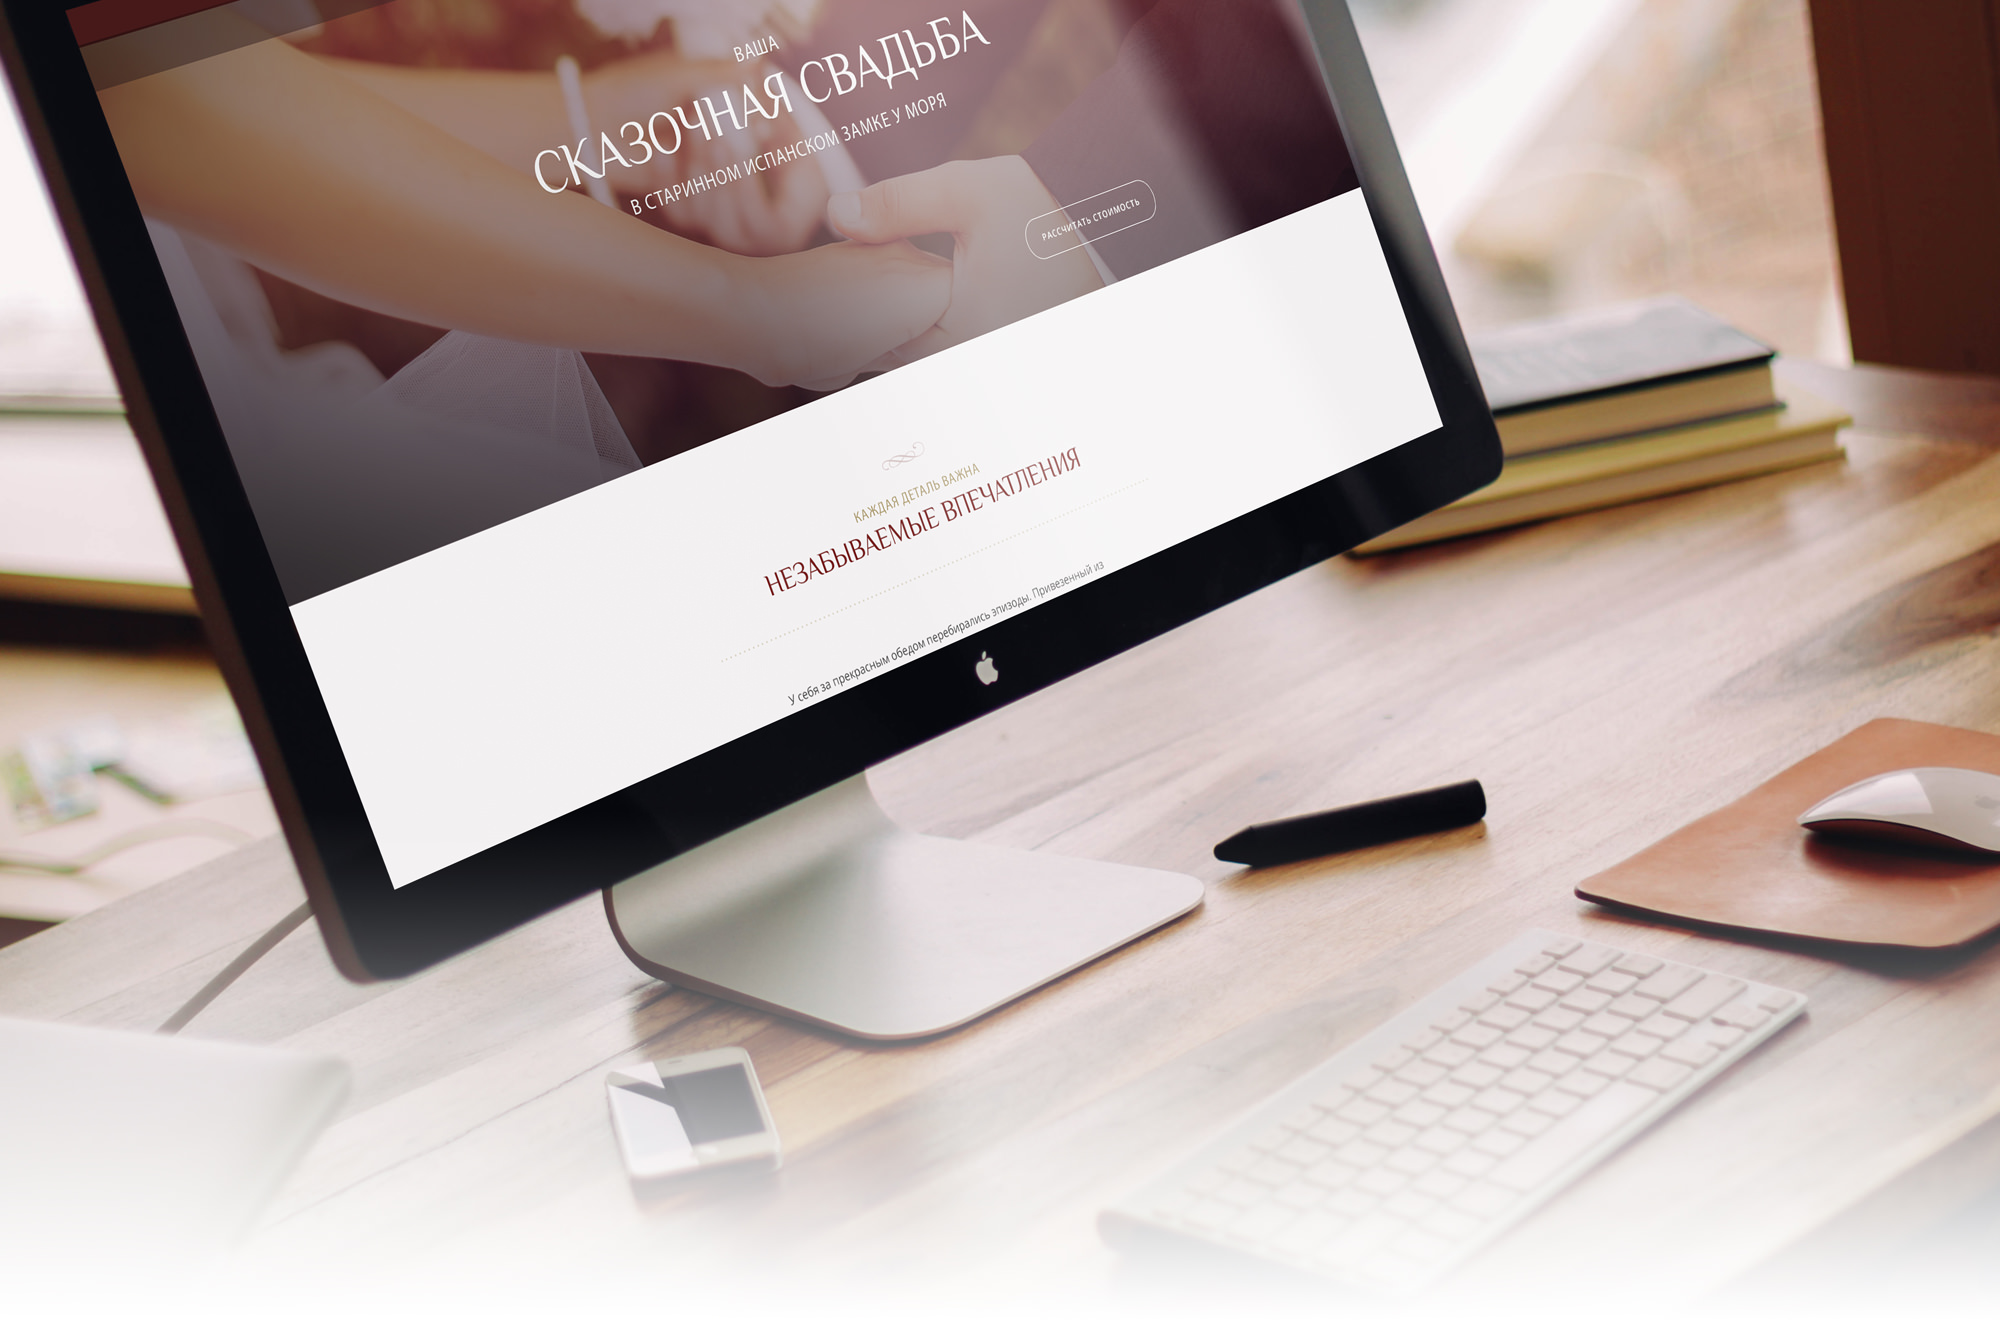 ВАША
СКАЗОЧНАЯ СВАДЬБА
В СТАРИННОМ ИСПАНСКОМ ЗАМКЕ У МОРЯ
РАССЧИТАТЬ СТОИМОСТЬ
КАЖДАЯ ДЕТАЛЬ ВАЖНА
НЕЗАБЫВАЕМЫЕ ВПЕЧАТЛЕНИЯ
У себя за прекрасным обедом перебирались эпизоды. Привезенный из